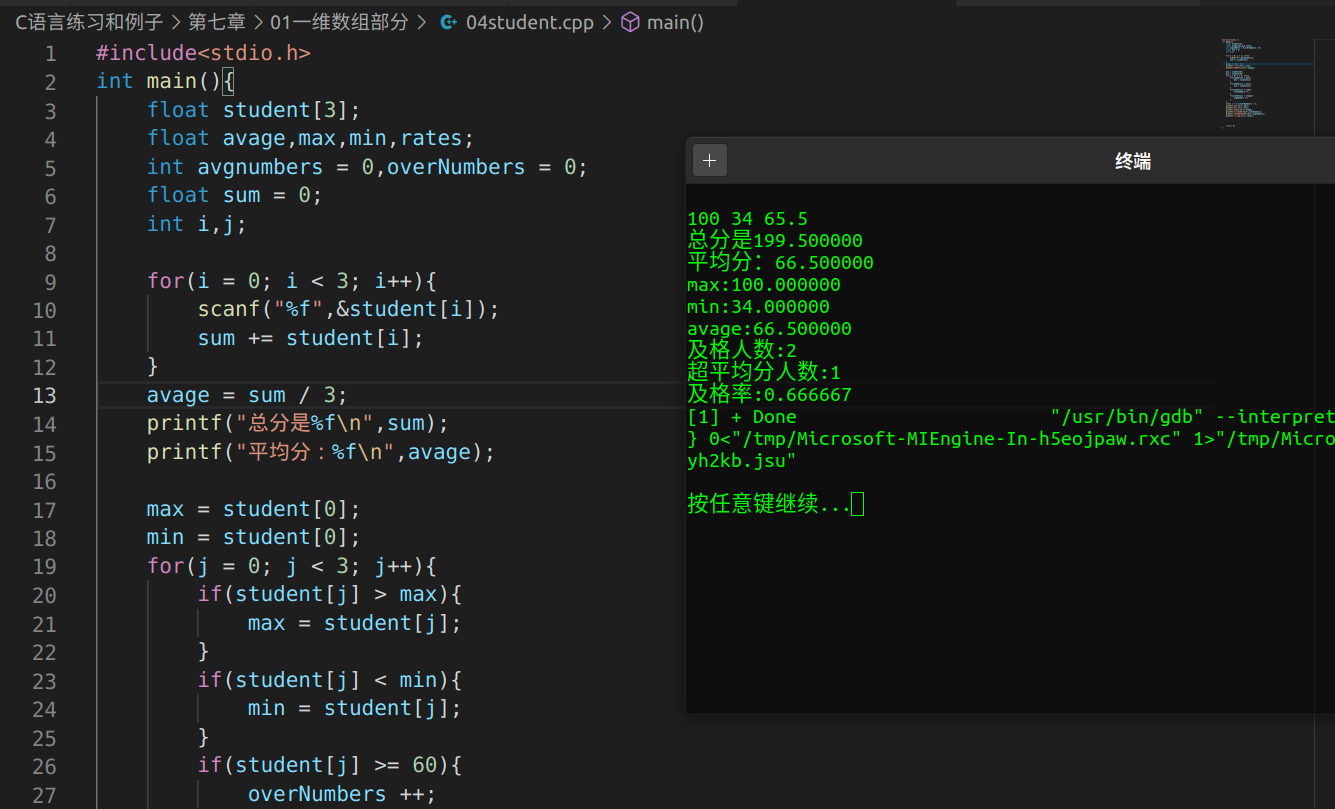 C语言练习和例子 > 第七章 > 01一维数组部分 > 04student.cpp > main()
1 #include<stdio.h>
2 int main(){
3 float student[3];
4 float avage,max,min,rates;
5 int avgnumbers = 0,overNumbers = 0;
6 float sum = 0;
7 int i,j;
8
9 for(i = 0; i < 3; i++){
10 scanf("%f",&student[i]);
11 sum += student[i];
12 }
13 avage = sum / 3;
14 printf("总分是%f\n",sum);
15 printf("平均分：%f\n",avage);
16
17 max = student[0];
18 min = student[0];
19 for(j = 0; j < 3; j++){
20 if(student[j] > max){
21 max = student[j];
22 }
23 if(student[j] < min){
24 min = student[j];
25 }
26 if(student[j] >= 60){
27 overNumbers ++;
+ 终端
100 34 65.5
总分是199.500000
平均分：66.500000
max:100.000000
min:34.000000
avage:66.500000
及格人数:2
超平均分人数:1
及格率:0.666667
[1] + Done "/usr/bin/gdb" --interpret
} 0<"/tmp/Microsoft-MIEngine-In-h5eojpaw.rxc" 1>"/tmp/Micro
yh2kb.jsu"
按任意键继续...